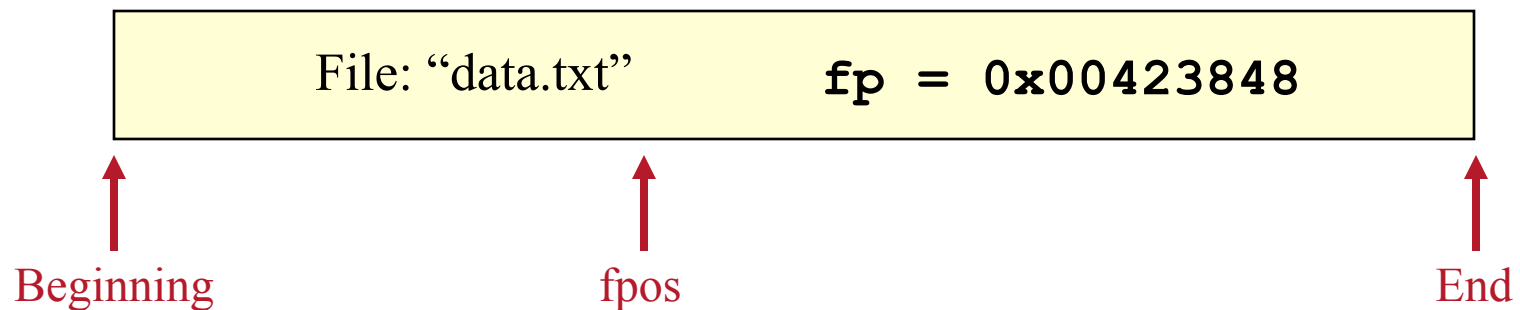 File: “data.txt” fp = 0x00423848
Beginning fpos End